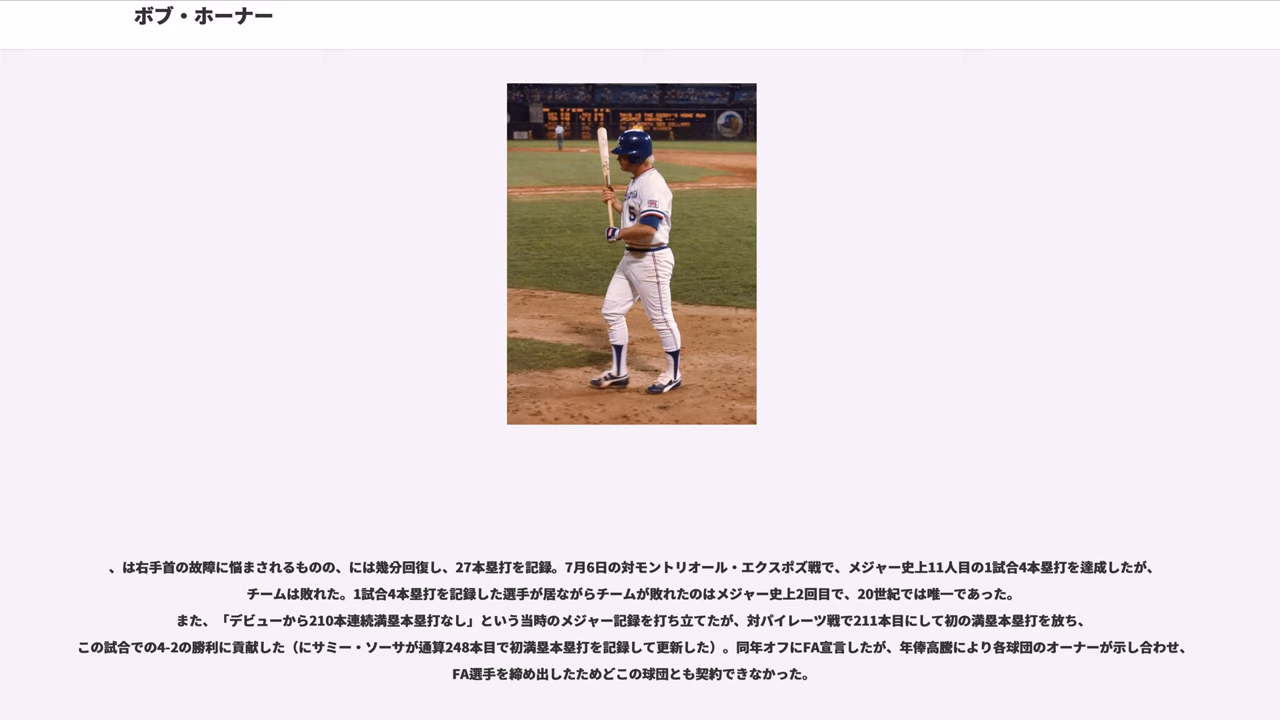 ボブ・ホーナー
5
、は右手首の故障に悩まされるものの、には幾分回復し、27本塁打を記録。7月6日の対モントリオール・エクスポズ戦で、メジャー史上11人目の1試合4本塁打を達成したが、
チームは敗れた。1試合4本塁打を記録した選手が居ながらチームが敗れたのはメジャー史上2回目で、20世紀では唯一であった。
また、「デビューから210本連続満塁本塁打なし」という当時のメジャー記録を打ち立てたが、対パイレーツ戦で211本目にして初の満塁本塁打を放ち、
この試合での4-2の勝利に貢献した（にサミー・ソーサが通算248本目で初満塁本塁打を記録して更新した）。同年オフにFA宣言したが、年俸高騰により各球団のオーナーが示し合わせ、
FA選手を締め出したためどこの球団とも契約できなかった。